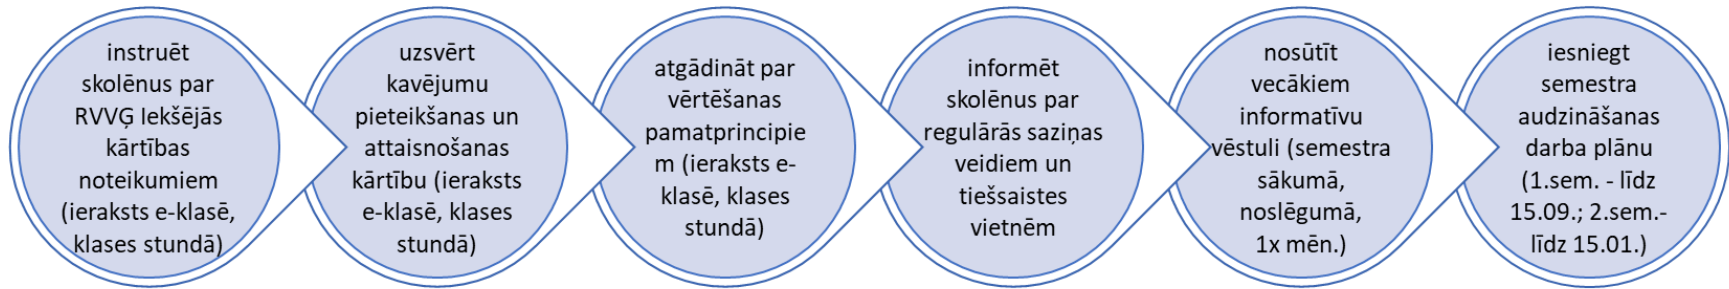 instruēt
skolēnus par
RVVĢ Iekšējās
kārtības
noteikumiem
(ieraksts e-klasē,
klases stundā)
uzsvērt
kavējumu
pieteikšanas un
attaisnošanas
kārtību (ieraksts
e-klasē, klases
stundā)
atgādināt par
vērtēšanas
pamatprincipie
m (ieraksts e-
klasē, klases
stundā)
informēt
skolēnus par
regulārās saziņas
veidiem un
tiešsaistes
vietnēm
nosūtīt
vecākiem
informatīvu
vēstuli (semestra
sākumā,
noslēgumā,
1x mēn.)
iesniegt
semestra
audzināšanas
darba plānu
(1.sem. - līdz
15.09.; 2.sem.-
līdz 15.01.)